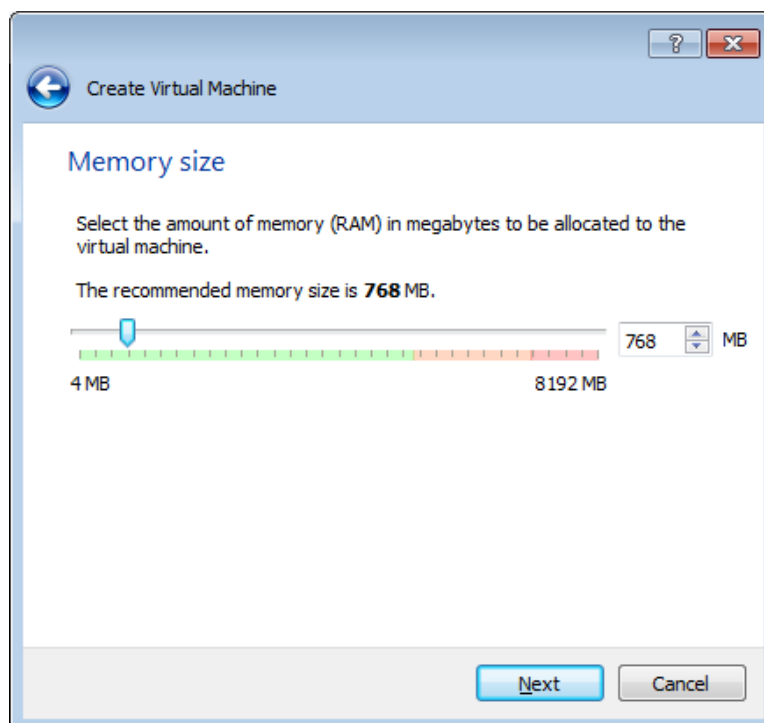 ?
Create Virtual Machine
Memory size
Select the amount of memory (RAM) in megabytes to be allocated to the
virtual machine.
The recommended memory size is 768 MB.
768 MB
4 MB 8192 MB
Next Cancel